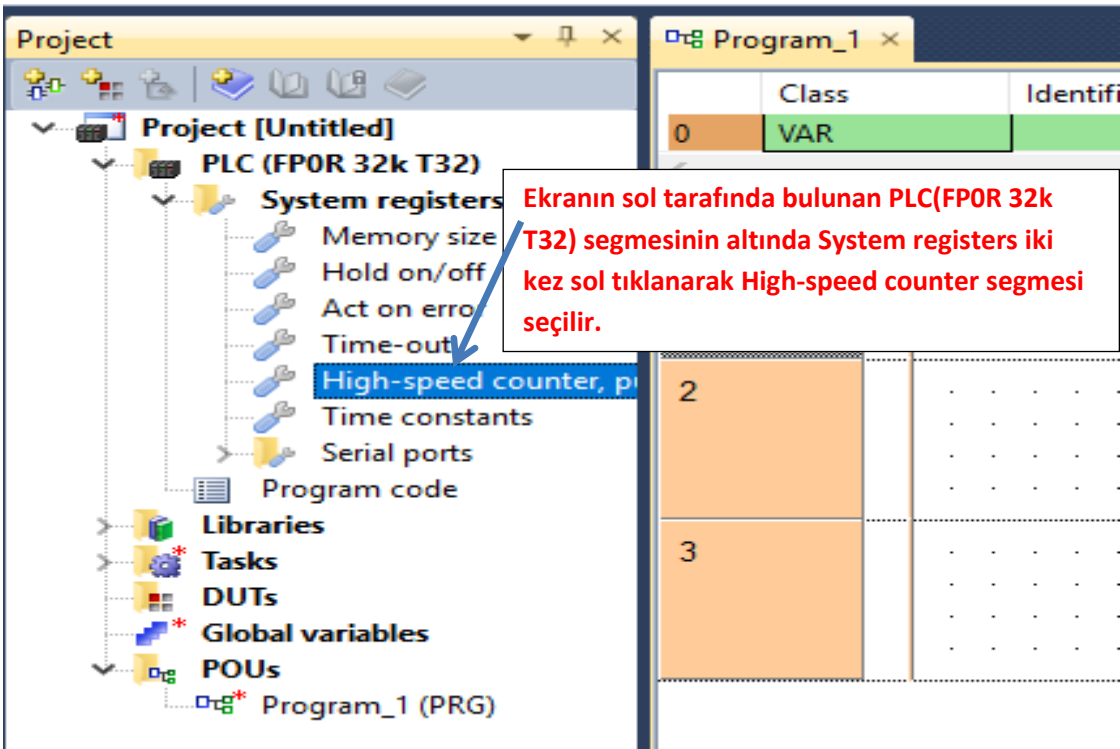 Project
Program_1
Class
Identifi
0
VAR
Project [Untitled]
PLC (FP0R 32k T32)
System registers
Memory size
Hold on/off
Act on error
Time-out
High-speed counter, pu
Time constants
Serial ports
Program code
Libraries
Tasks
DUTs
Global variables
POUs
Program_1 (PRG)
Ekranın sol tarafında bulunan PLC(FP0R 32k
T32) segmesinin altında System registers iki
kez sol tıklanarak High-speed counter segmesi
seçilir.
2
3